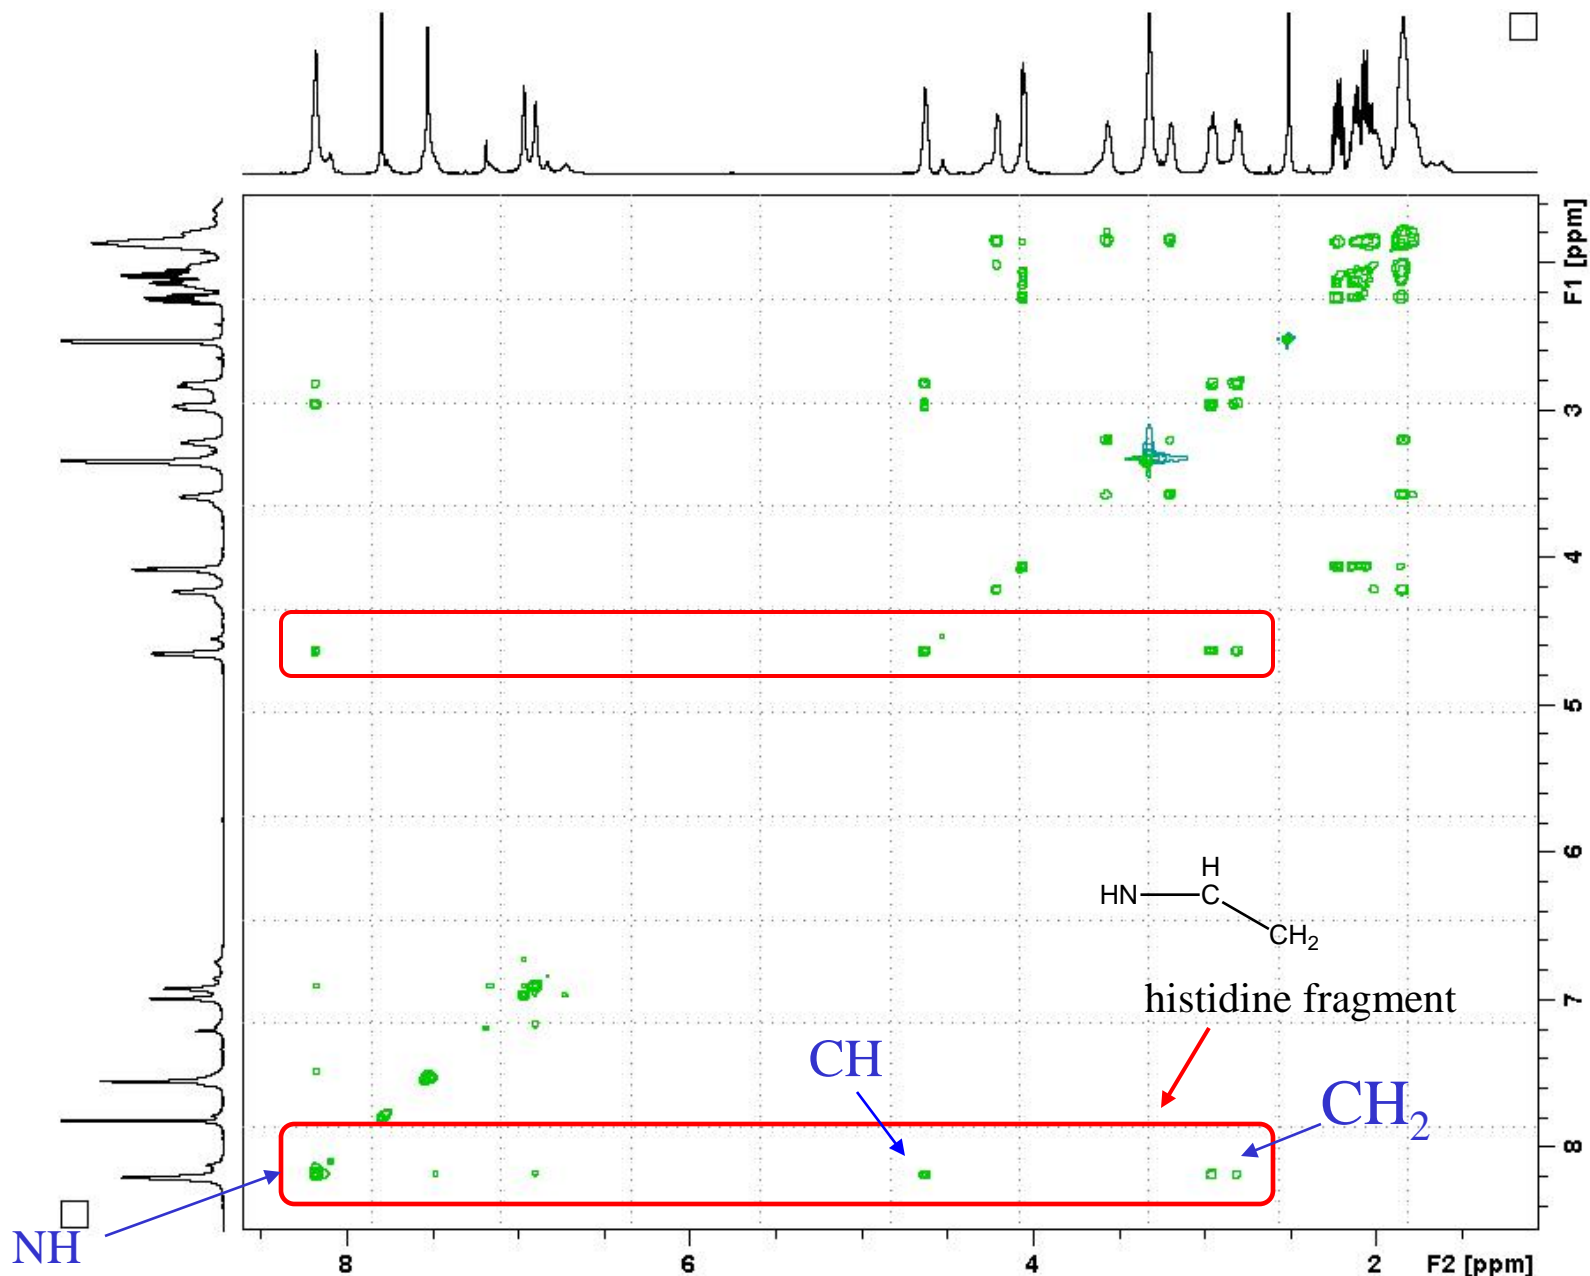 F1 [ppm]
3
4
5
6
7
8
H
HN
C
CH₂
histidine fragment
CH
CH₂
NH
8
6
4
2
F2 [ppm]